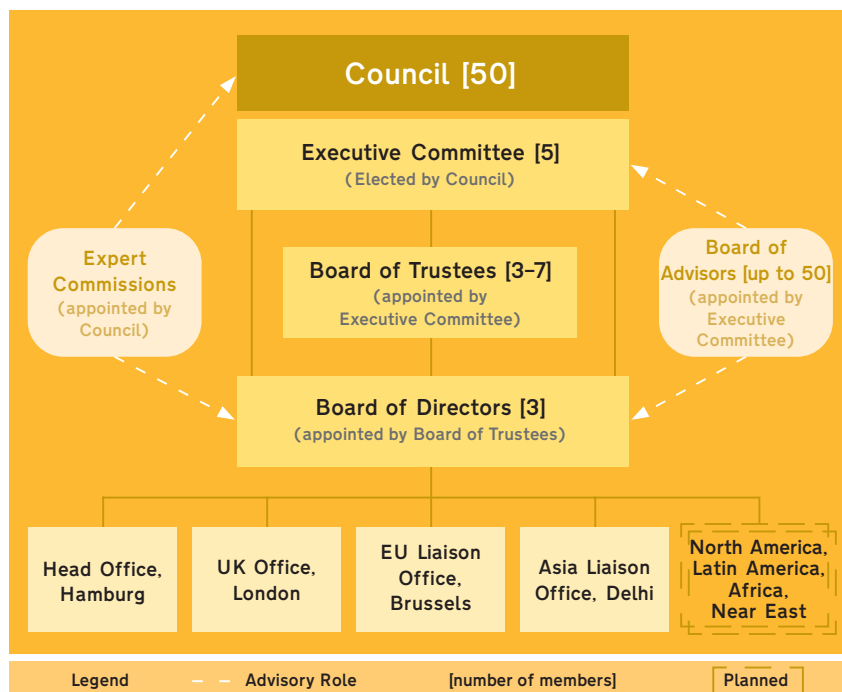 Council [50]
Executive Committee [5]
(Elected by Council)
Expert
Commissions
(appointed by
Council)
Board of Trustees [3–7]
(appointed by
Executive Committee)
Board of
Advisors [up to 50]
(appointed by
Executive
Committee)
Board of Directors [3]
(appointed by Board of Trustees)
Head Office,
Hamburg
UK Office,
London
EU Liaison
Office,
Brussels
Asia Liaison
Office, Delhi
North America,
Latin America,
Africa,
Near East
Legend
Advisory Role
[number of members]
Planned